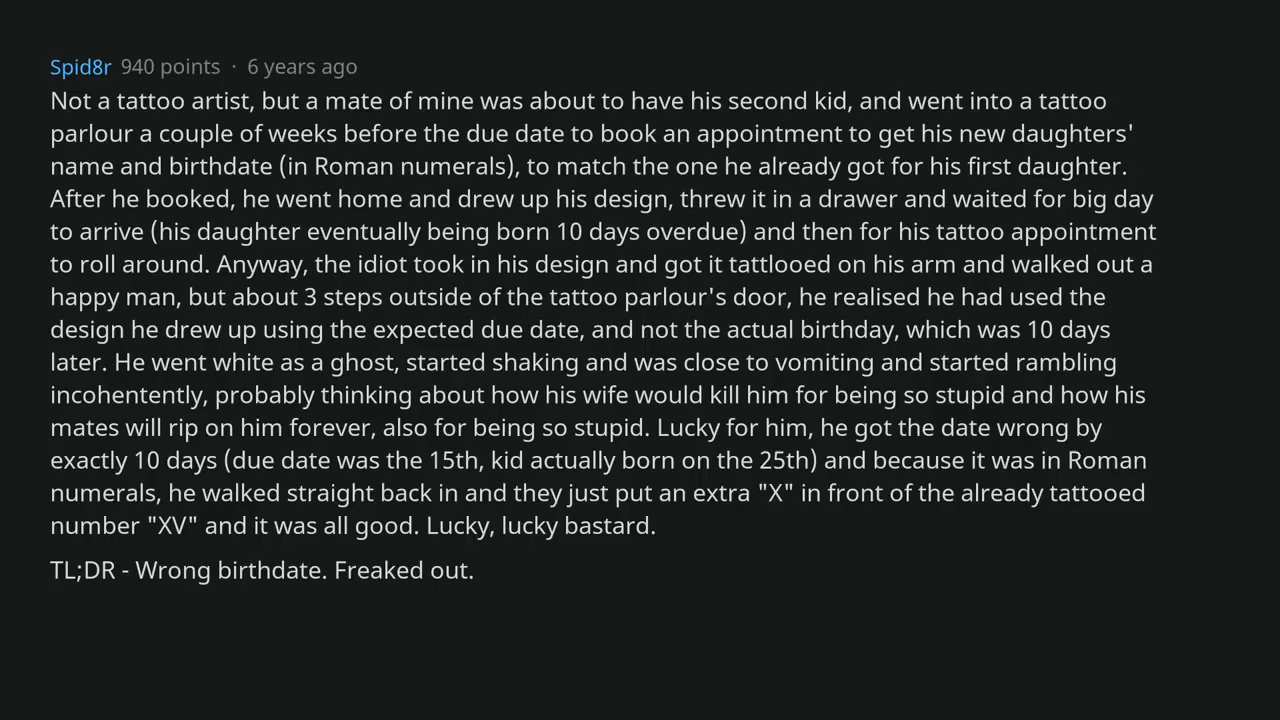 Spid8r 940 points · 6 years ago
Not a tattoo artist, but a mate of mine was about to have his second kid, and went into a tattoo
parlour a couple of weeks before the due date to book an appointment to get his new daughters'
name and birthdate (in Roman numerals), to match the one he already got for his first daughter.
After he booked, he went home and drew up his design, threw it in a drawer and waited for big day
to arrive (his daughter eventually being born 10 days overdue) and then for his tattoo appointment
to roll around. Anyway, the idiot took in his design and got it tattlooed on his arm and walked out a
happy man, but about 3 steps outside of the tattoo parlour's door, he realised he had used the
design he drew up using the expected due date, and not the actual birthday, which was 10 days
later. He went white as a ghost, started shaking and was close to vomiting and started rambling
incohentently, probably thinking about how his wife would kill him for being so stupid and how his
mates will rip on him forever, also for being so stupid. Lucky for him, he got the date wrong by
exactly 10 days (due date was the 15th, kid actually born on the 25th) and because it was in Roman
numerals, he walked straight back in and they just put an extra "X" in front of the already tattooed
number "XV" and it was all good. Lucky, lucky bastard.
TL;DR - Wrong birthdate. Freaked out.